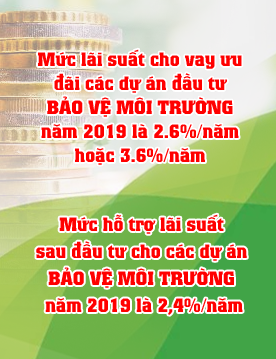 Mức lãi suất cho vay ưu
đãi các dự án đầu tư
BẢO VỆ MÔI TRƯỜNG
năm 2019 là 2.6%/năm
hoặc 3.6%/năm
Mức hỗ trợ lãi suất
sau đầu tư cho các dự án
BẢO VỆ MÔI TRƯỜNG
năm 2019 là 2,4%/năm